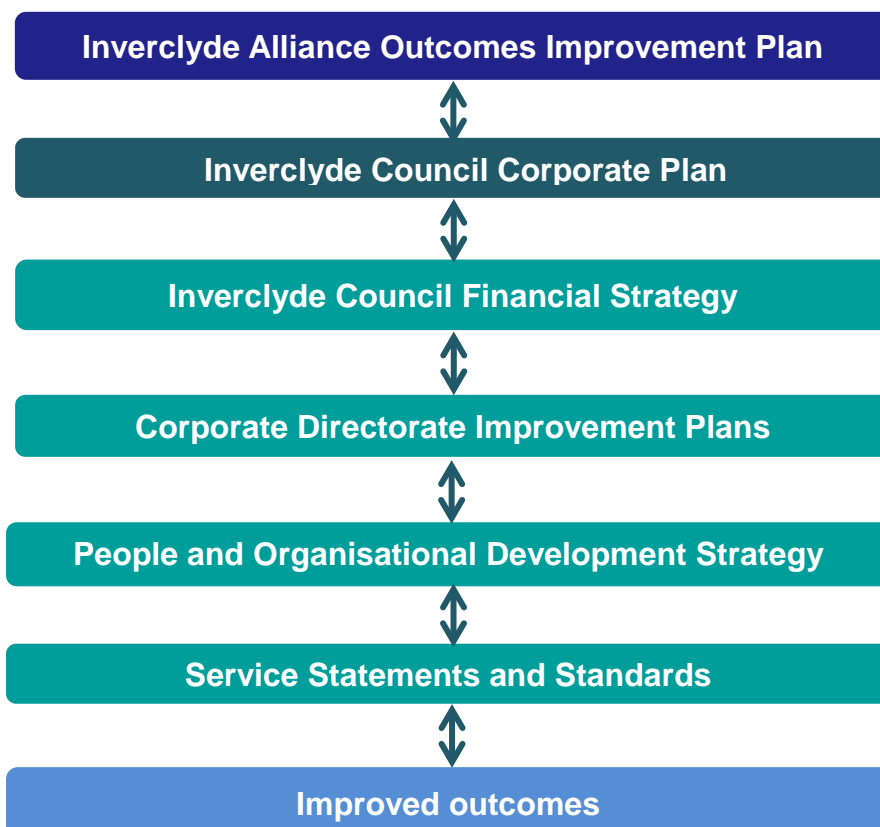 Inverclyde Alliance Outcomes Improvement Plan
Inverclyde Council Corporate Plan
Inverclyde Council Financial Strategy
Corporate Directorate Improvement Plans
People and Organisational Development Strategy
Service Statements and Standards
Improved outcomes